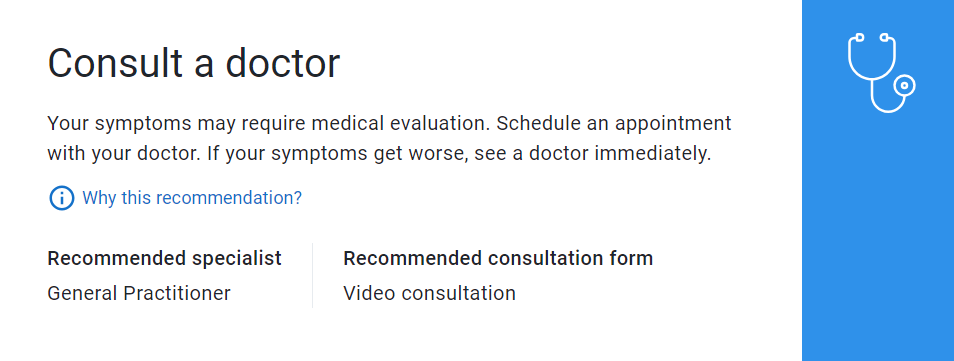 Consult a doctor
Your symptoms may require medical evaluation. Schedule an appointment
with your doctor. If your symptoms get worse, see a doctor immediately.
Why this recommendation?
Recommended specialist
General Practitioner
Recommended consultation form
Video consultation